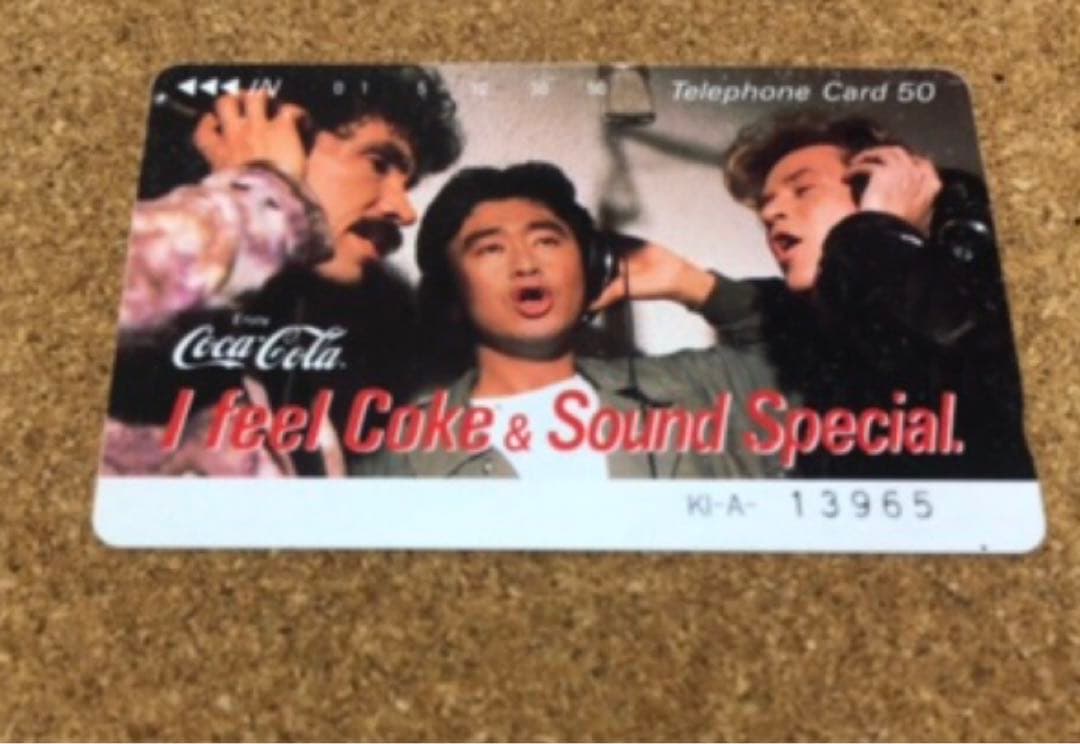 ◀◀◀ IN 0 1 5 10 30 50 Telephone Card 50
Enjoy
Coca-Cola
I feel Coke & Sound Special.
KI-A- 13965